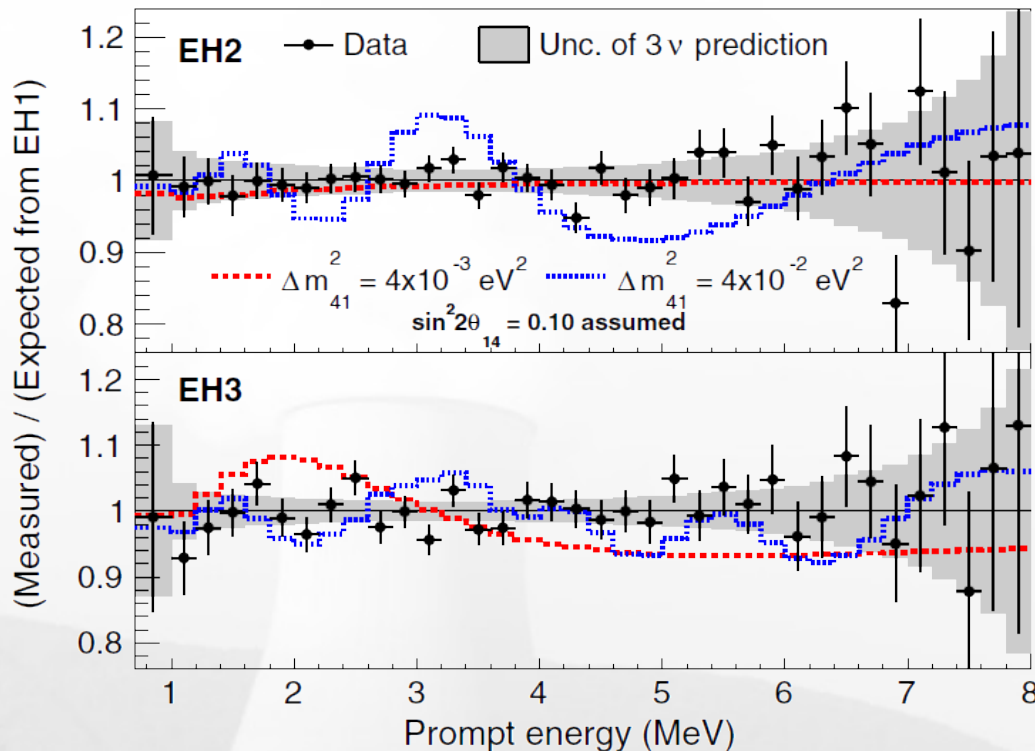 (Measured) / (Expected from EH1)
1.2
1.1
1
0.9
0.8
EH2
Data
Unc. of 3 ν prediction
Δm²₄₁ = 4x10⁻³ eV²
Δm²₄₁ = 4x10⁻² eV²
sin²2θ₁₄ = 0.10 assumed
1.2
1.1
1
0.9
0.8
EH3
1 2 3 4 5 6 7 8
Prompt energy (MeV)